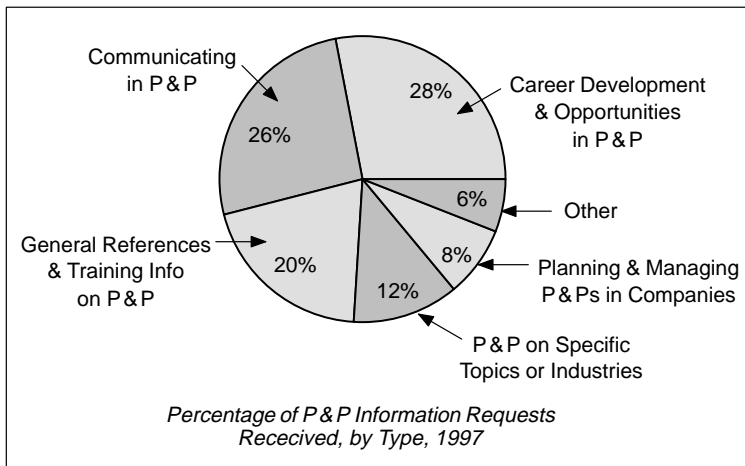 Communicating
in P & P
28%
Career Development
& Opportunities
in P & P
26%
6%
Other
General References
& Training Info
on P & P
20%
8%
Planning & Managing
P & Ps in Companies
12%
P & P on Specific
Topics or Industries
Percentage of P & P Information Requests
Rececived, by Type, 1997